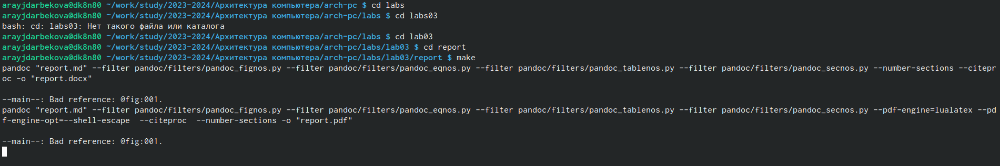 arayjdarbekova@dk8n80 ~/work/study/2023-2024/Архитектура компьютера/arch-pc $ cd labs
arayjdarbekova@dk8n80 ~/work/study/2023-2024/Архитектура компьютера/arch-pc/labs $ cd labs03
bash: cd: labs03: Нет такого файла или каталога
arayjdarbekova@dk8n80 ~/work/study/2023-2024/Архитектура компьютера/arch-pc/labs $ cd lab03
arayjdarbekova@dk8n80 ~/work/study/2023-2024/Архитектура компьютера/arch-pc/labs/lab03 $ cd report
arayjdarbekova@dk8n80 ~/work/study/2023-2024/Архитектура компьютера/arch-pc/labs/lab03/report $ make
pandoc "report.md" --filter pandoc/filters/pandoc_fignos.py --filter pandoc/filters/pandoc_eqnos.py --filter pandoc/filters/pandoc_tablenos.py --filter pandoc/filters/pandoc_secnos.py --number-sections --citepr
oc -o "report.docx"
--main--: Bad reference: @fig:001.
pandoc "report.md" --filter pandoc/filters/pandoc_fignos.py --filter pandoc/filters/pandoc_eqnos.py --filter pandoc/filters/pandoc_tablenos.py --filter pandoc/filters/pandoc_secnos.py --pdf-engine=lualatex --pd
f-engine-opt=--shell-escape  --citeproc  --number-sections -o "report.pdf"
--main--: Bad reference: @fig:001.